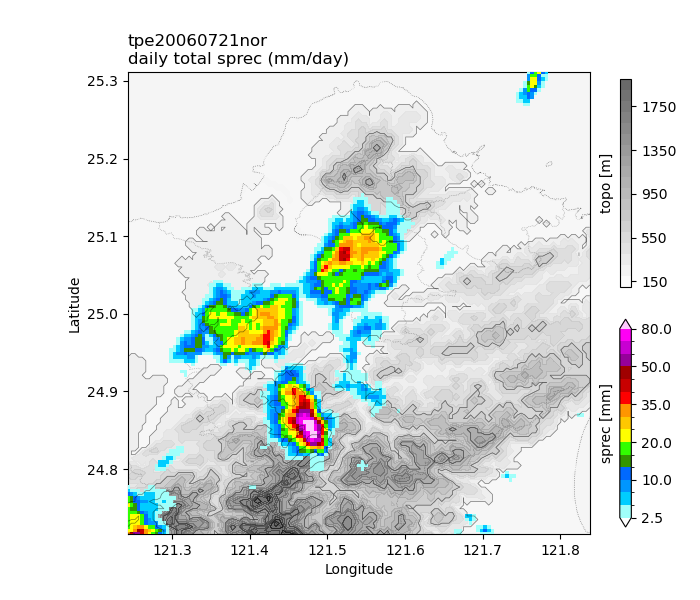 tpe20060721nor
daily total sprec (mm/day)
25.3
25.2
25.1
25.0
24.9
24.8
Latitude
121.3 121.4 121.5 121.6 121.7 121.8
Longitude
1750
1350
950
550
150
topo [m]
80.0
50.0
35.0
20.0
10.0
2.5
sprec [mm]